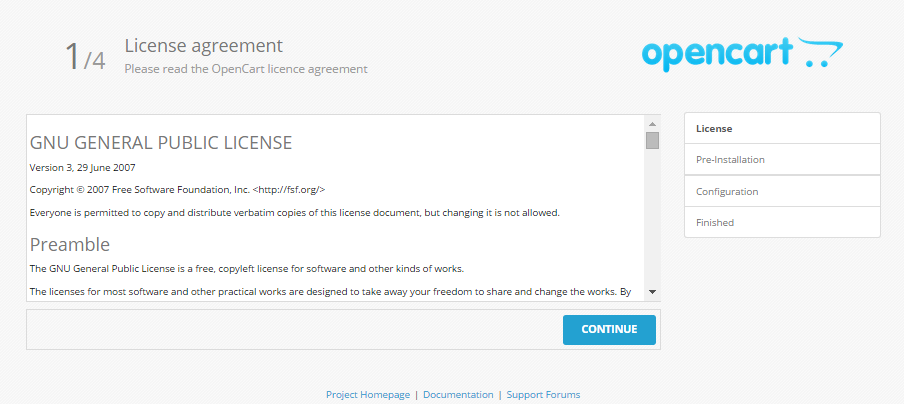 1/4
License agreement
Please read the OpenCart licence agreement
opencart
GNU GENERAL PUBLIC LICENSE
Version 3, 29 June 2007
Copyright © 2007 Free Software Foundation, Inc. <http://fsf.org/>
Everyone is permitted to copy and distribute verbatim copies of this license document, but changing it is not allowed.
Preamble
The GNU General Public License is a free, copyleft license for software and other kinds of works.
The licenses for most software and other practical works are designed to take away your freedom to share and change the works. By
CONTINUE
License
Pre-Installation
Configuration
Finished
Project Homepage | Documentation | Support Forums